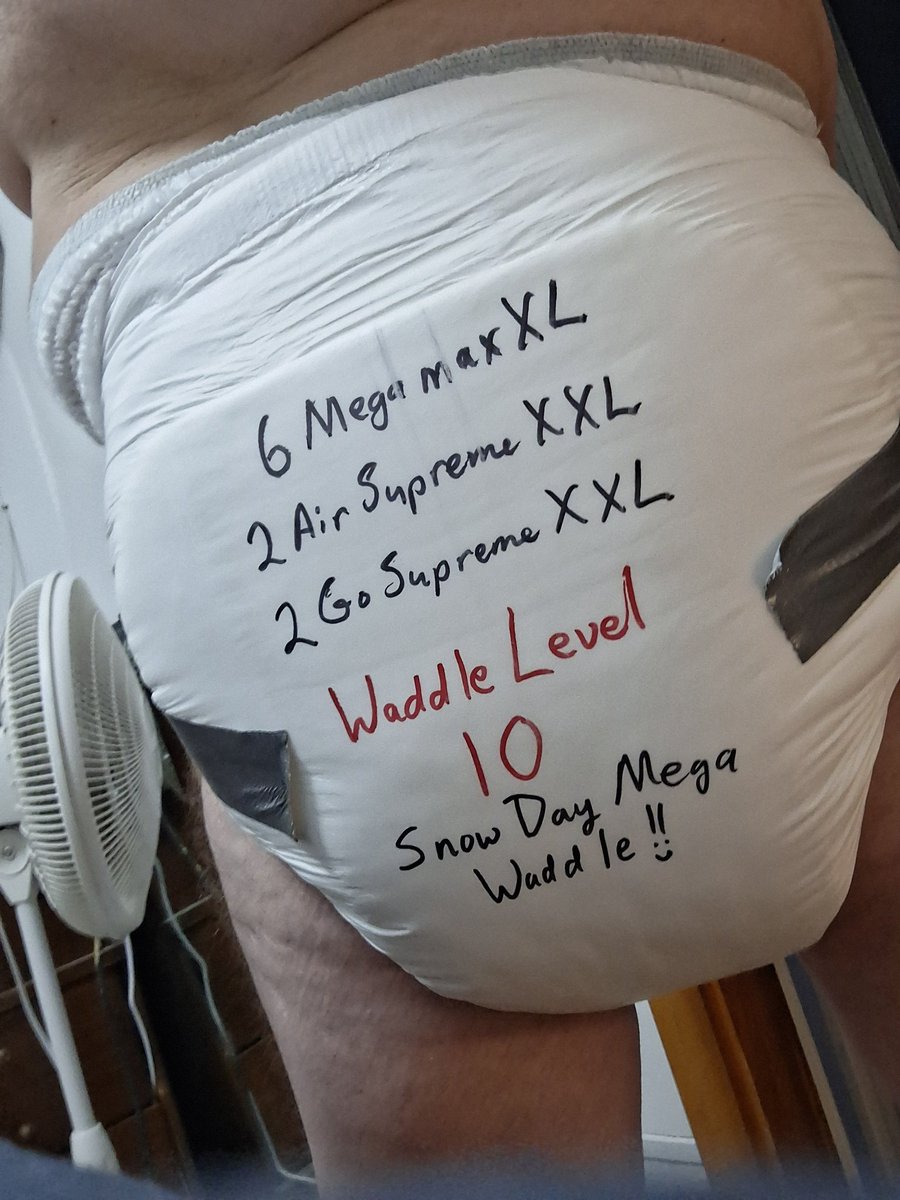 6 Mega max XL
2 Air Supreme XXL
2 Go Supreme XXL
Waddle Level
10
Snow Day Mega
Waddle!!